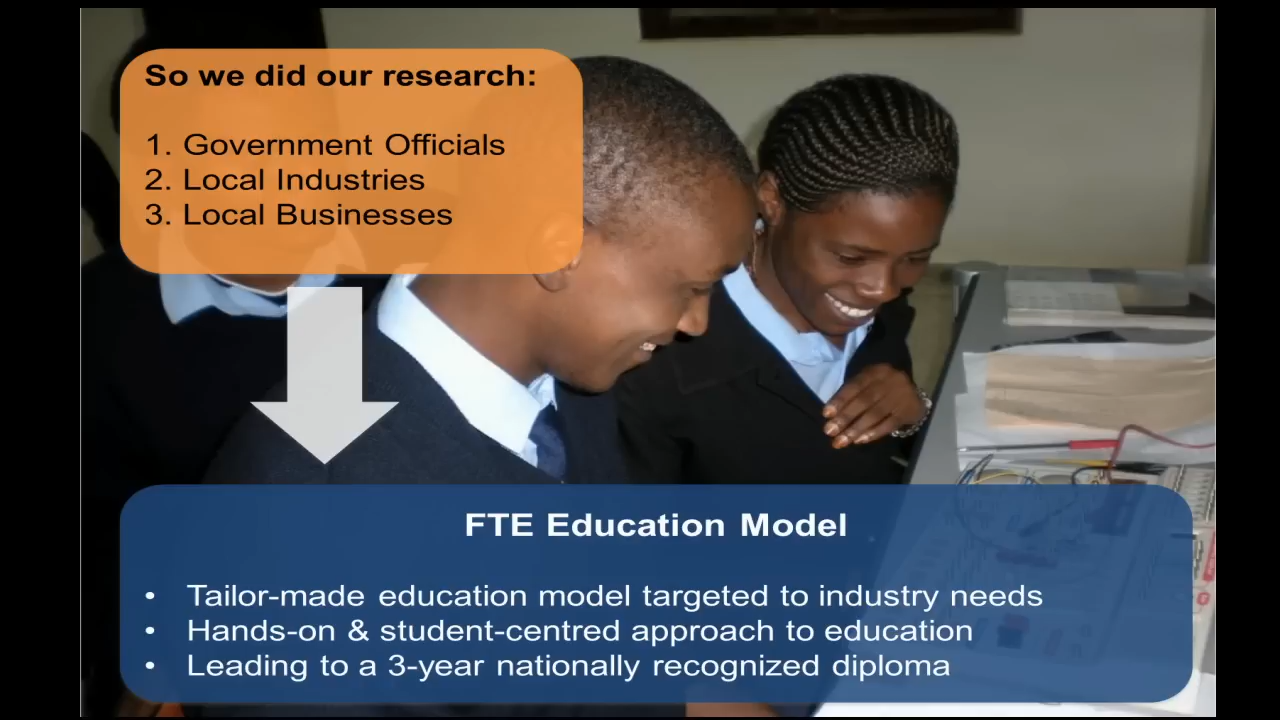 So we did our research:
1. Government Officials
2. Local Industries
3. Local Businesses
FTE Education Model
• Tailor-made education model targeted to industry needs
• Hands-on & student-centred approach to education
• Leading to a 3-year nationally recognized diploma